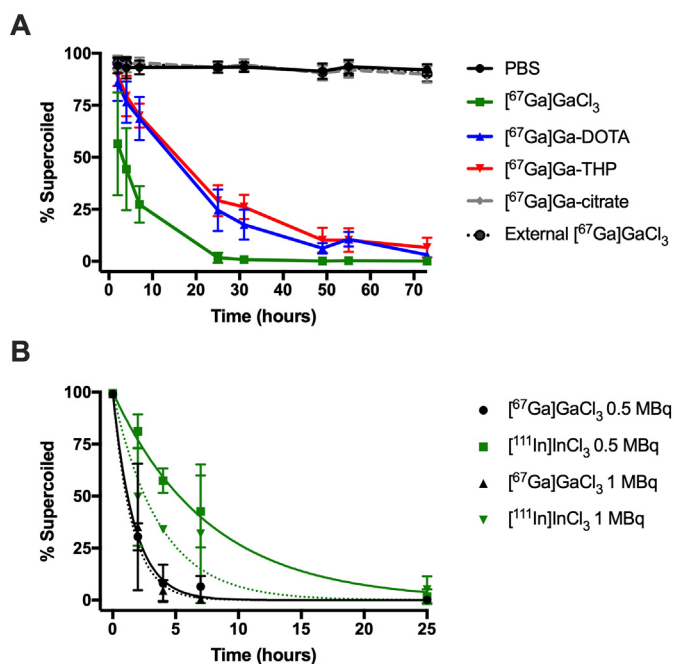 A
100
75
50
25
0
% Supercoiled
0 10 20 30 40 50 60 70
Time (hours)
PBS
[⁶⁷Ga]GaCl₃
[⁶⁷Ga]Ga-DOTA
[⁶⁷Ga]Ga-THP
[⁶⁷Ga]Ga-citrate
External [⁶⁷Ga]GaCl₃
B
100
75
50
25
0
% Supercoiled
0 5 10 15 20 25
Time (hours)
[⁶⁷Ga]GaCl₃ 0.5 MBq
[¹¹¹In]InCl₃ 0.5 MBq
[⁶⁷Ga]GaCl₃ 1 MBq
[¹¹¹In]InCl₃ 1 MBq